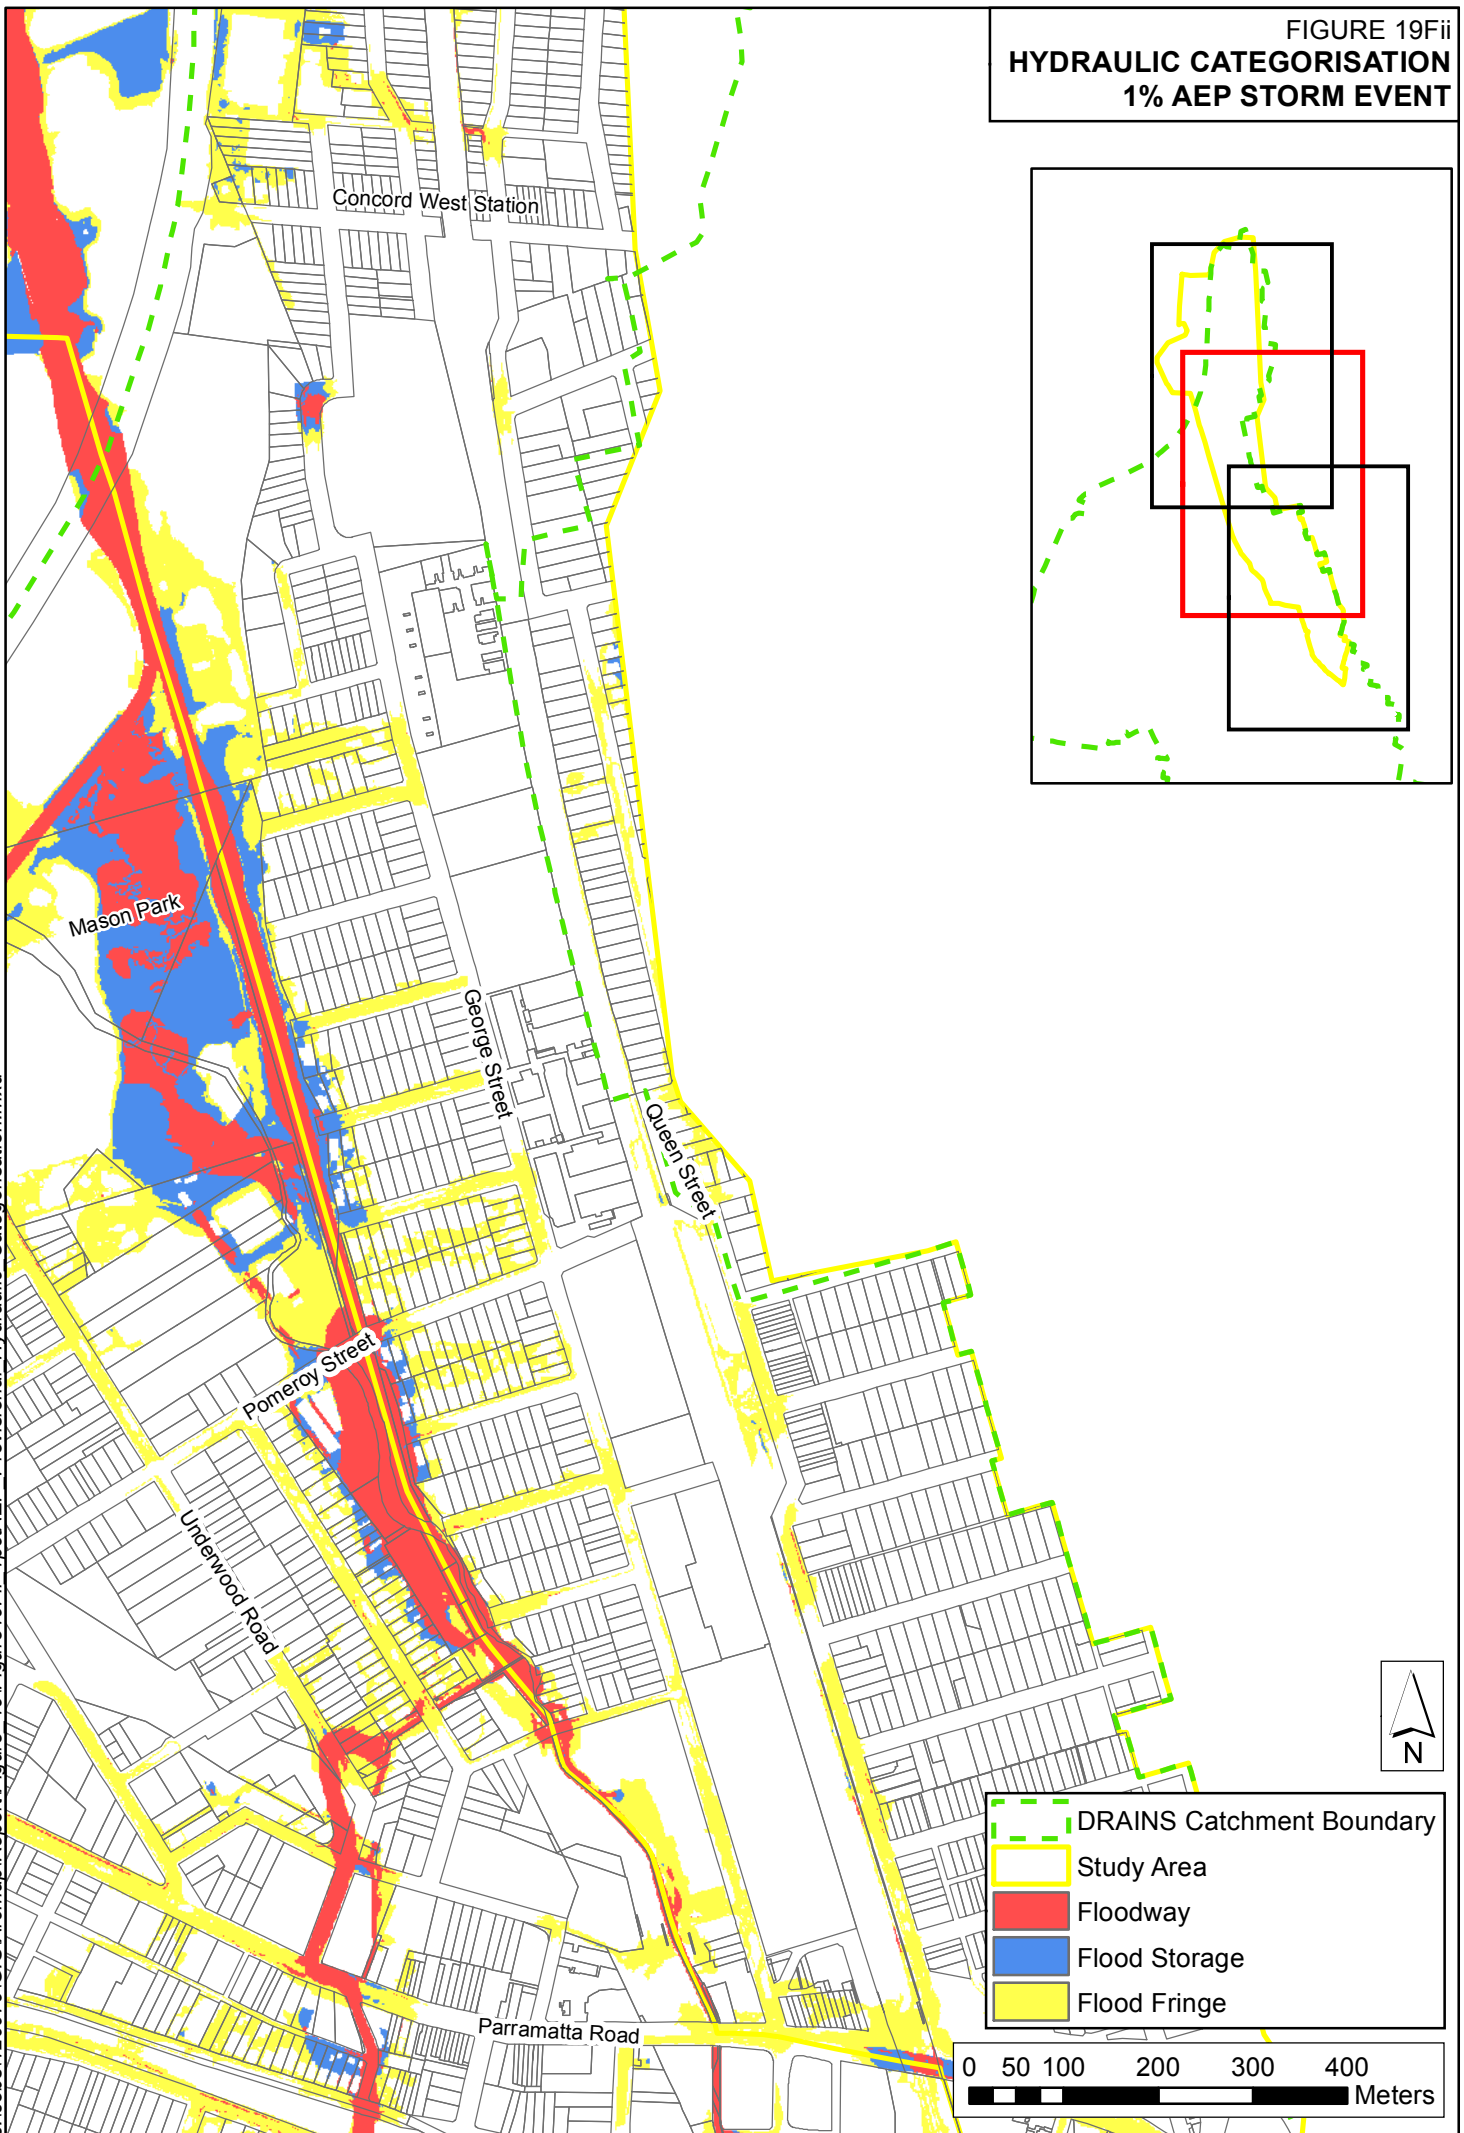 FIGURE 19Fii
HYDRAULIC CATEGORISATION
1% AEP STORM EVENT
Concord West Station
Mason Park
George Street
Queen Street
Pomeroy Street
Underwood Road
Parramatta Road
N
DRAINS Catchment Boundary
Study Area
Floodway
Flood Storage
Flood Fringe
0 50 100 200 300 400
Meters